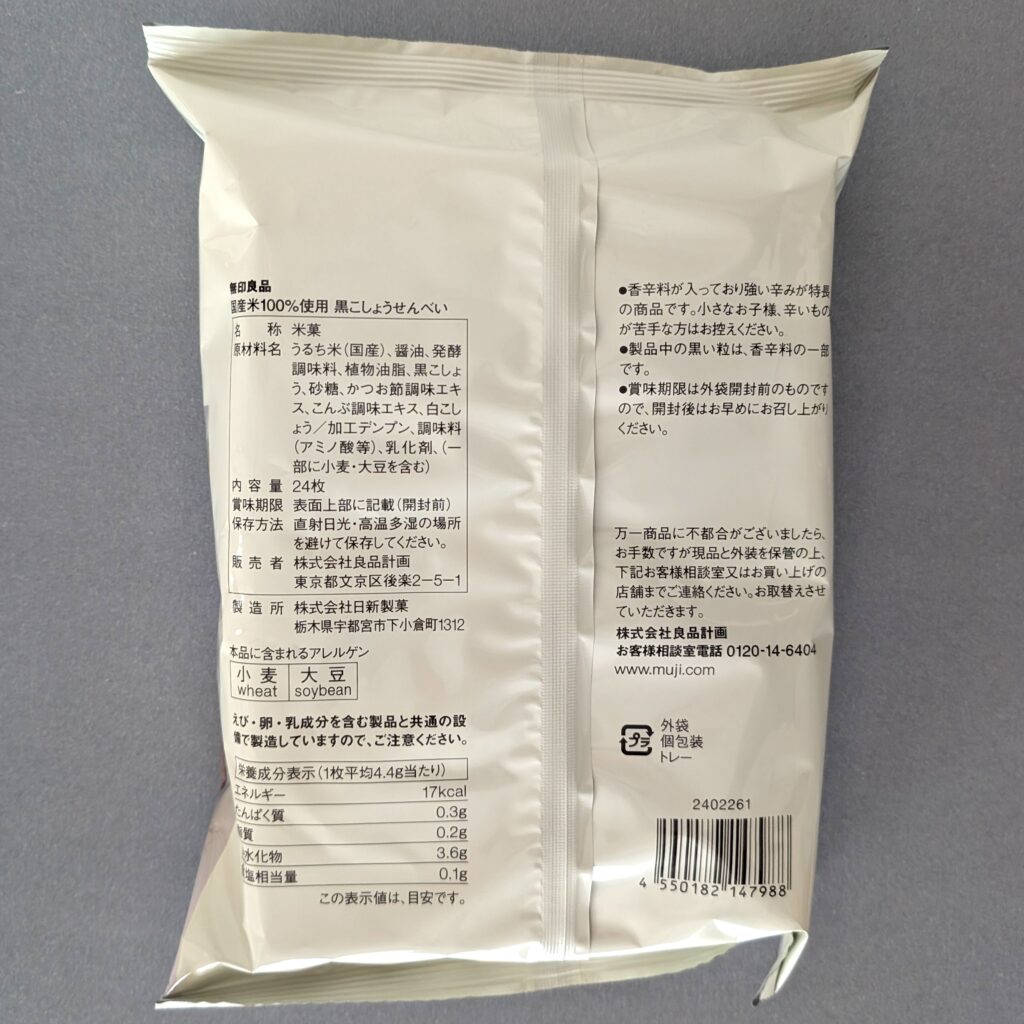 無印良品
国産米100%使用 黒こしょうせんべい
名 称 米菓
原材料名 うるち米(国産)、醤油、発酵
調味料、植物油脂、黒こしょ
う、砂糖、かつお節調味エキ
ス、こんぶ調味エキス、白こし
ょう／加工デンプン、調味料
(アミノ酸等)、乳化剤、(一
部に小麦・大豆を含む)
内容量 24枚
賞味期限 表面上部に記載(開封前)
保存方法 直射日光・高温多湿の場所
を避けて保存してください。
販売者 株式会社良品計画
東京都文京区後楽2-5-1
製造所 株式会社日新製菓
栃木県宇都宮市下小倉町1312
本品に含まれるアレルゲン
小麦 大豆
wheat soybean
えび・卵・乳成分を含む製品と共通の設
備で製造していますので、ご注意ください。
栄養成分表示(1枚平均4.4g当たり)
エネルギー 17kcal
たんぱく質 0.3g
脂質 0.2g
水化物 3.6g
塩相当量 0.1g
この表示値は、目安です。
●香辛料が入っており強い辛みが特長
の商品です。小さなお子様、辛いもの
が苦手な方はお控えください。
●製品中の黒い粒は、香辛料の一部
です。
●賞味期限は外袋開封前のものです
ので、開封後はお早めにお召し上がり
ください。
万一商品に不都合がございましたら、
お手数ですが現品と外装を保管の上、
下記お客様相談室又はお買い上げの
店舗までご連絡ください。お取替えさせ
ていただきます。
株式会社良品計画
お客様相談室電話 0120-14-6404
www.muji.com
プラ 外袋
個包装
トレー
2402261
4 550182 147988